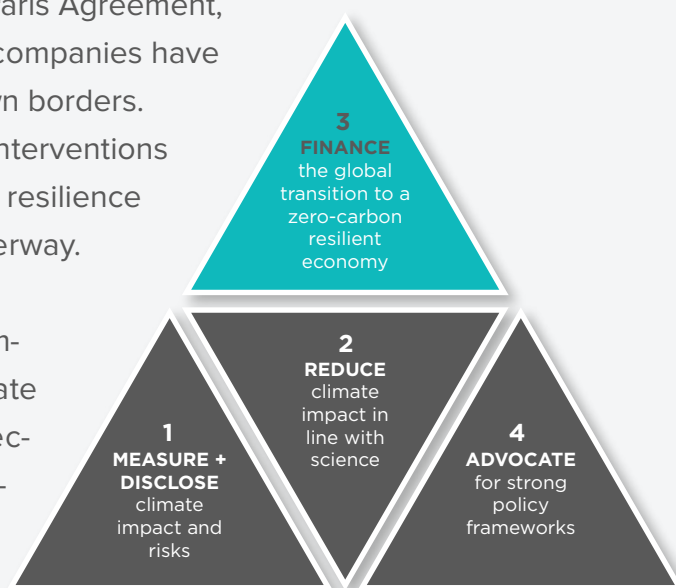 aris Agreement,
companies have
n borders.
nterventions
resilience
erway.
ate
3
FINANCE
the global
transition to a
zero-carbon
resilient
economy
2
REDUCE
climate
impact in
line with
science
1
MEASURE +
DISCLOSE
climate
impact and
risks
4
ADVOCATE
for strong
policy
frameworks